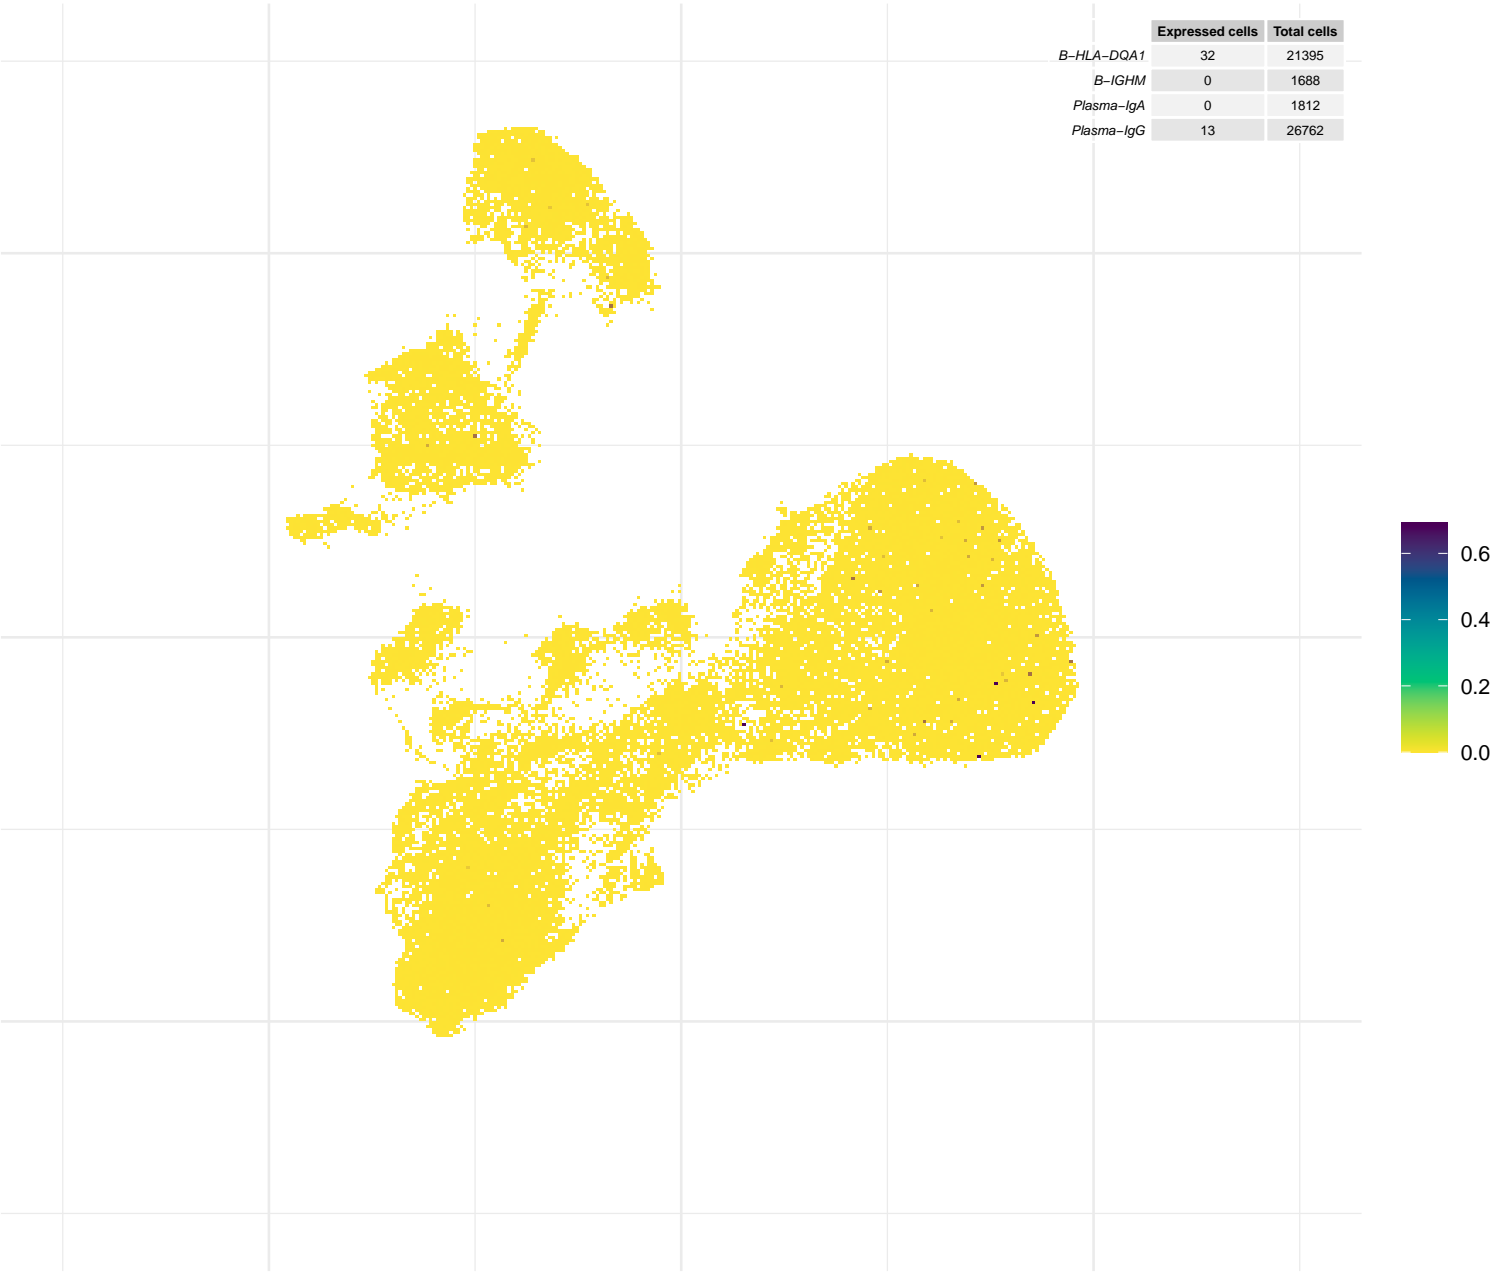 Expressed cells Total cells
B−HLA−DQA1 32 21395
B−IGHM 0 1688
Plasma−IgA 0 1812
Plasma−IgG 13 26762
0.6
0.4
0.2
0.0